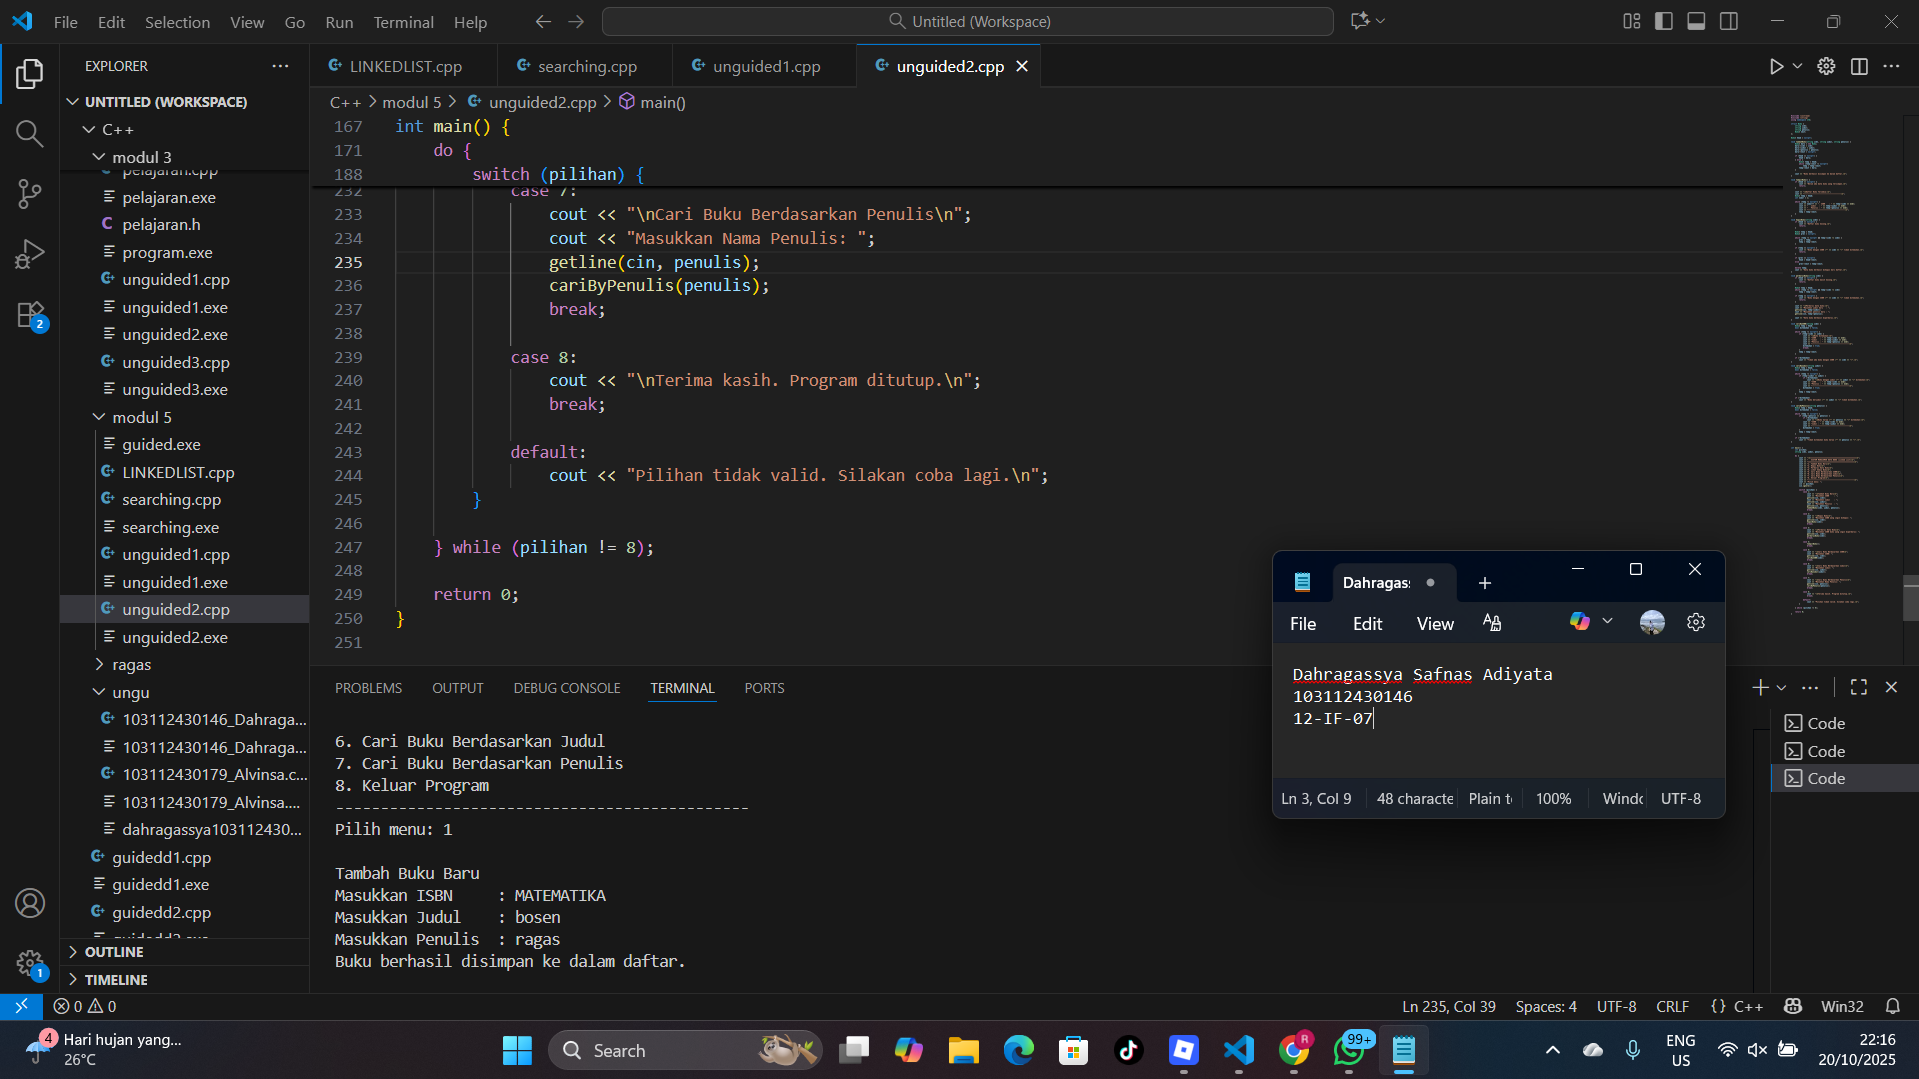 File Edit Selection View Go Run Terminal Help
Untitled (Workspace)
EXPLORER
UNTITLED (WORKSPACE)
C++
modul 3
pelajaran.cpp
pelajaran.exe
pelajaran.h
program.exe
unguided1.cpp
unguided1.exe
unguided2.exe
unguided3.cpp
unguided3.exe
modul 5
guided.exe
LINKEDLIST.cpp
searching.cpp
searching.exe
unguided1.cpp
unguided1.exe
unguided2.cpp
unguided2.exe
ragas
ungu
103112430146_Dahraga...
103112430146_Dahraga...
103112430179_Alvinsa.c...
103112430179_Alvinsa....
dahragassya103112430...
guidedd1.cpp
guidedd1.exe
guidedd2.cpp
OUTLINE
TIMELINE
LINKEDLIST.cpp searching.cpp unguided1.cpp unguided2.cpp
C++ > modul 5 > unguided2.cpp > main()
167 int main() {
171 do {
188 switch (pilihan) {
232 case 7:
233 cout << "\nCari Buku Berdasarkan Penulis\n";
234 cout << "Masukkan Nama Penulis: ";
235 getline(cin, penulis);
236 cariByPenulis(penulis);
237 break;
238
239 case 8:
240 cout << "\nTerima kasih. Program ditutup.\n";
241 break;
242
243 default:
244 cout << "Pilihan tidak valid. Silakan coba lagi.\n";
245 }
246
247 } while (pilihan != 8);
248
249 return 0;
250 }
251
PROBLEMS OUTPUT DEBUG CONSOLE TERMINAL PORTS
6. Cari Buku Berdasarkan Judul
7. Cari Buku Berdasarkan Penulis
8. Keluar Program
----------------------------------------------
Pilih menu: 1
Tambah Buku Baru
Masukkan ISBN : MATEMATIKA
Masukkan Judul : bosen
Masukkan Penulis : ragas
Buku berhasil disimpan ke dalam daftar.
Code
Code
Code
Dahragas:
File Edit View
Dahragassya Safnas Adiyata
103112430146
12-IF-07
Ln 3, Col 9 48 characte Plain t 100% Windo UTF-8
0 0
Ln 235, Col 39 Spaces: 4 UTF-8 CRLF {} C++ Win32
2
1
4
Hari hujan yang...
26°C
Search
R
99+
ENG
US
22:16
20/10/2025